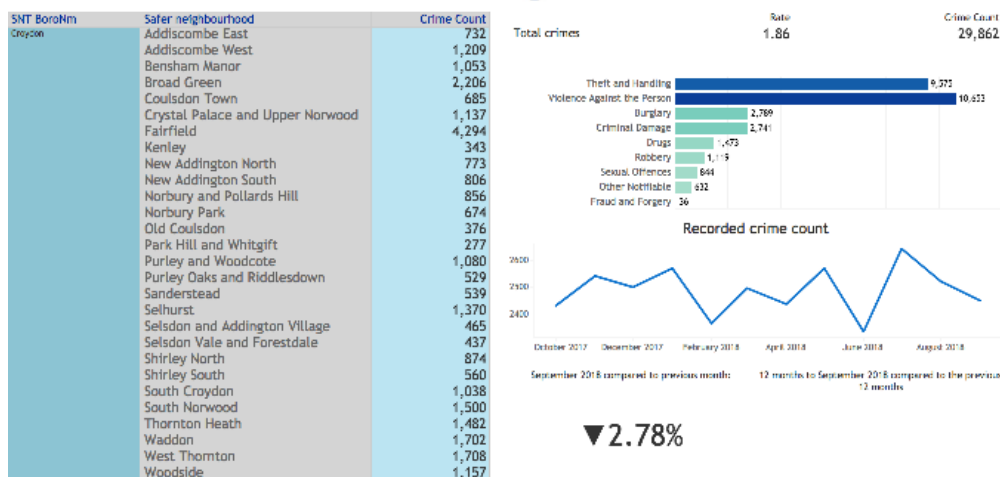 SNT BoroNm Safer neighbourhood Crime Count
Croydon Addiscombe East 732
Addiscombe West 1,209
Bensham Manor 1,053
Broad Green 2,206
Coulsdon Town 685
Crystal Palace and Upper Norwood 1,137
Fairfield 4,294
Kenley 343
New Addington North 773
New Addington South 806
Norbury and Pollards Hill 856
Norbury Park 674
Old Coulsdon 376
Park Hill and Whitgift 277
Purley and Woodcote 1,080
Purley Oaks and Riddlesdown 529
Sanderstead 539
Selhurst 1,370
Selsdon and Addington Village 465
Selsdon Vale and Forestdale 437
Shirley North 874
Shirley South 560
South Croydon 1,038
South Norwood 1,500
Thornton Heath 1,482
Waddon 1,702
West Thornton 1,708
Woodside 1,157
Rate Crime Count
Total crimes 1.86 29,862
Theft and Handling 9,575
Violence Against the Person 10,653
Burglary 2,789
Criminal Damage 2,741
Drugs 1,473
Robbery 1,119
Sexual Offences 844
Other Notifiable 632
Fraud and Forgery 36
Recorded crime count
2600
2500
2400
October 2017 December 2017 February 2018 April 2018 June 2018 August 2018
September 2018 compared to previous month: 12 months to September 2018 compared to the previous
12 months
▼2.78%